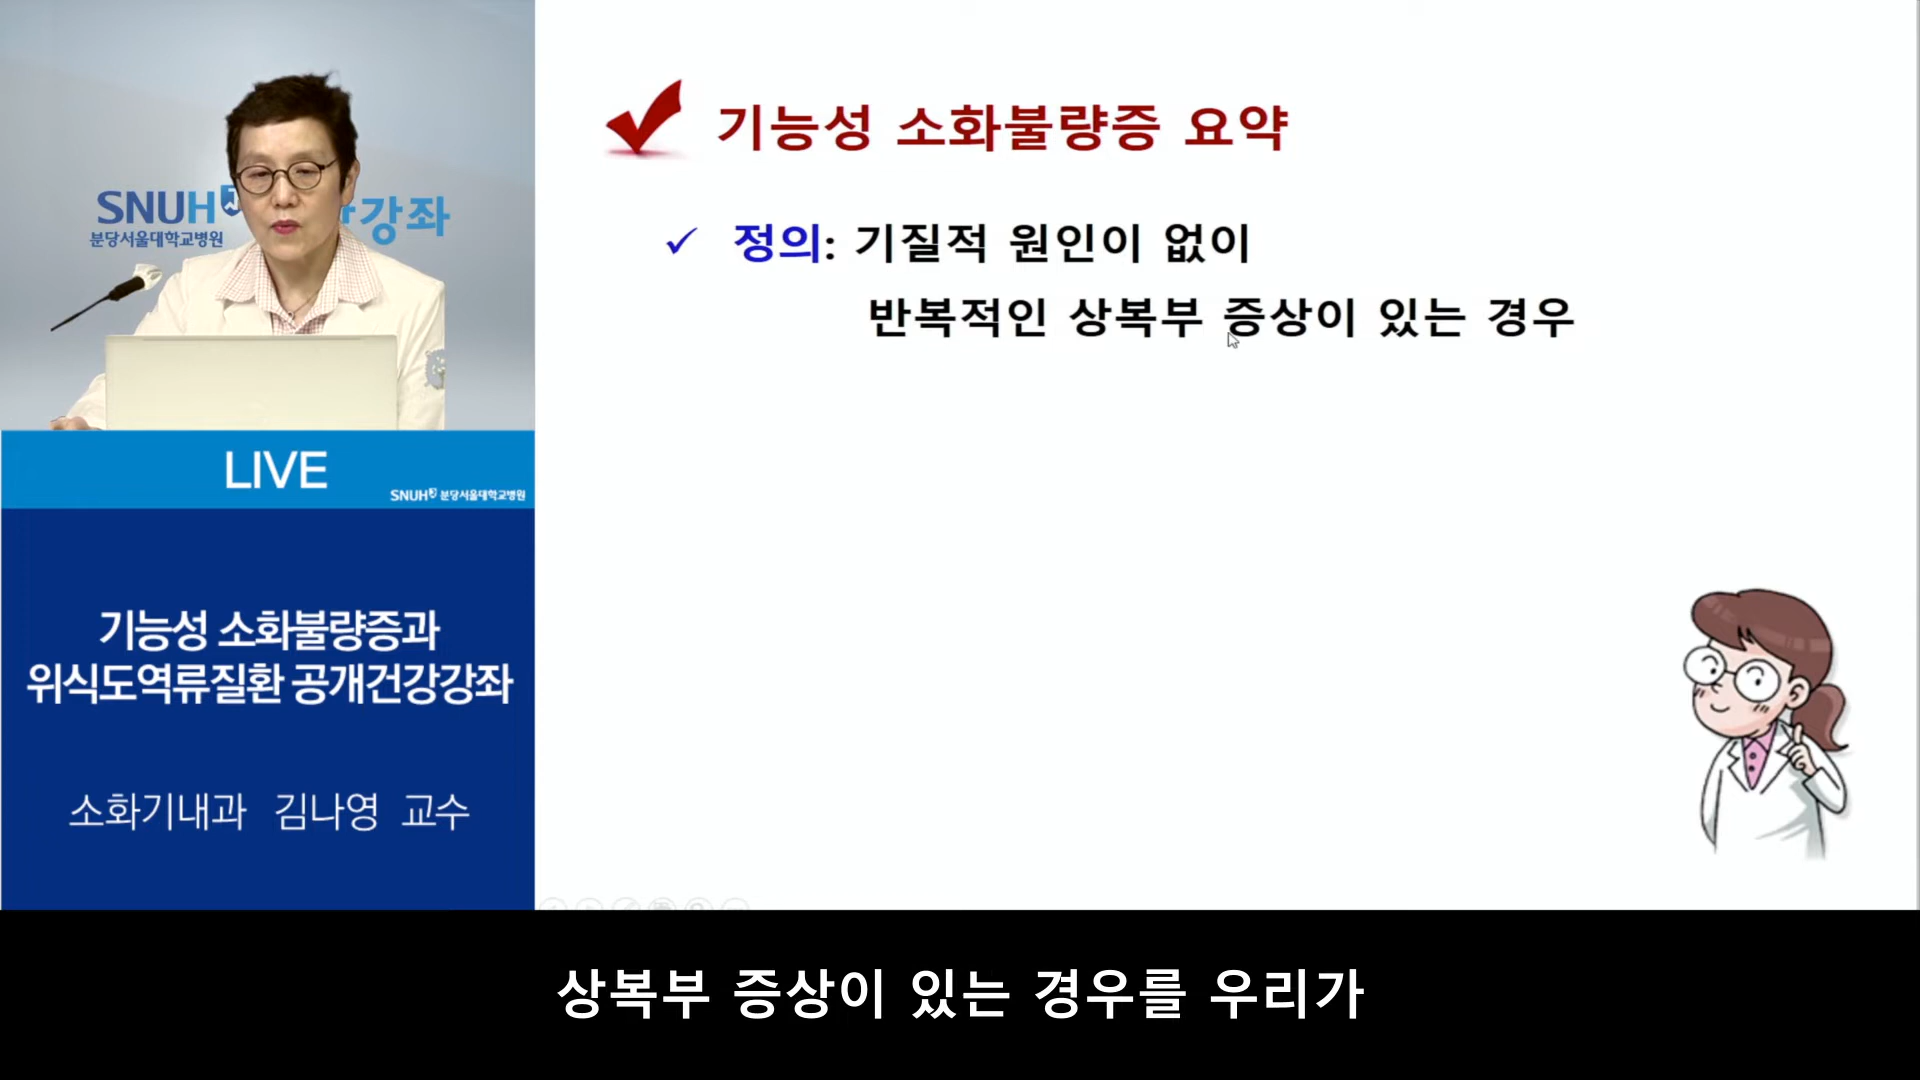 SNUH
강좌
분당서울대학교병원
LIVE
SNUH 분당서울대학교병원
기능성 소화불량증과
위식도역류질환 공개건강강좌
소화기내과 김나영 교수
기능성 소화불량증 요약
정의: 기질적 원인이 없이
반복적인 상복부 증상이 있는 경우
상복부 증상이 있는 경우를 우리가